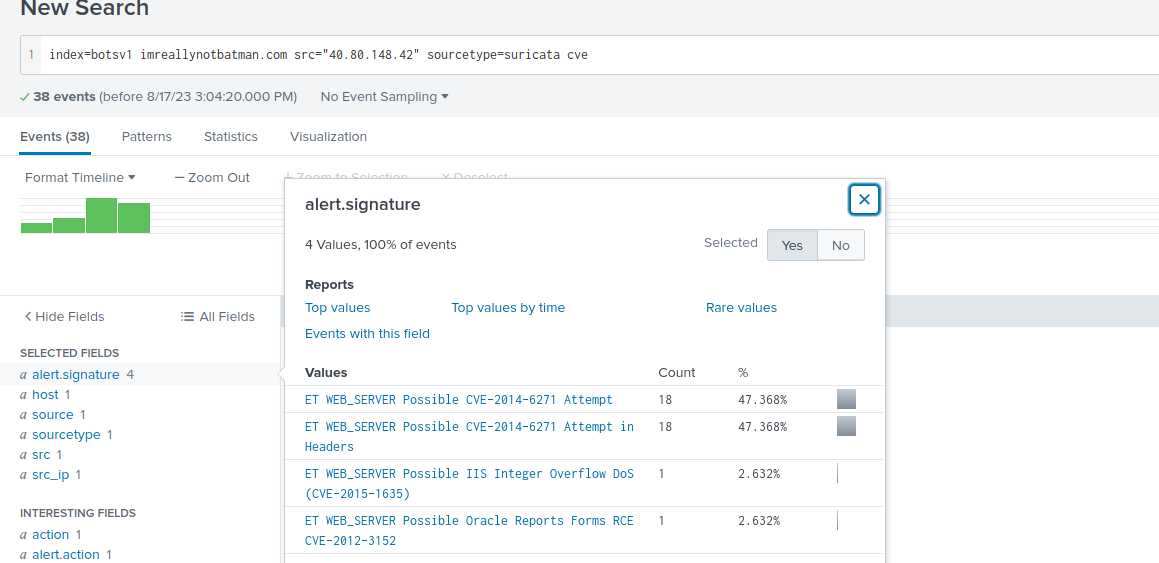 New Search
1 index=botsv1 imreallynotbatman.com src="40.80.148.42" sourcetype=suricata cve
✓ 38 events (before 8/17/23 3:04:20.000 PM) No Event Sampling
Events (38) Patterns Statistics Visualization
Format Timeline — Zoom Out + Zoom to Selection × Deselect
alert.signature ×
4 Values, 100% of events Selected Yes No
Reports
Top values Top values by time Rare values
Events with this field
Values Count %
ET WEB_SERVER Possible CVE-2014-6271 Attempt 18 47.368%
ET WEB_SERVER Possible CVE-2014-6271 Attempt in 18 47.368%
Headers
ET WEB_SERVER Possible IIS Integer Overflow DoS 1 2.632%
(CVE-2015-1635)
ET WEB_SERVER Possible Oracle Reports Forms RCE 1 2.632%
CVE-2012-3152
< Hide Fields All Fields
SELECTED FIELDS
a alert.signature 4
a host 1
a source 1
a sourcetype 1
a src 1
a src_ip 1
INTERESTING FIELDS
a action 1
a alert.action 1